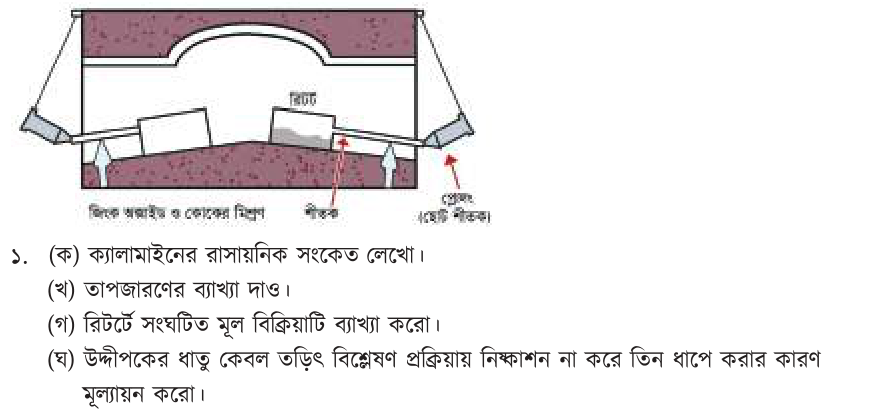 রিটর্ট
জিংক অক্সাইড ও কোকের মিশ্রণ
শীতক
প্রোলং
(ছোট শীতক)
১. (ক) ক্যালামাইনের রাসায়নিক সংকেত লেখো।
(খ) তাপজারণের ব্যাখ্যা দাও।
(গ) রিটর্টে সংঘটিত মূল বিক্রিয়াটি ব্যাখ্যা করো।
(ঘ) উদ্দীপকের ধাতু কেবল তড়িৎ বিশ্লেষণ প্রক্রিয়ায় নিষ্কাশন না করে তিন ধাপে করার কারণ
মূল্যায়ন করো।